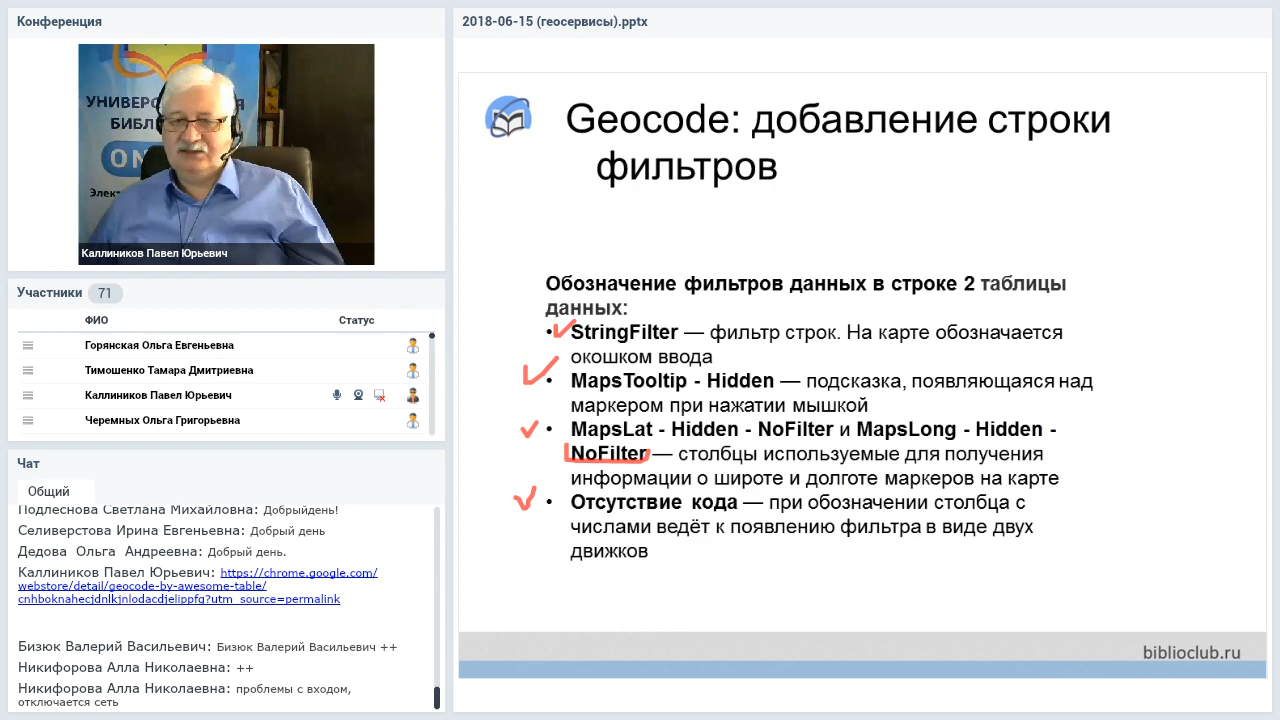 Конференция
УНИВЕР
БИБЛ
ON
Элект
Каллиников Павел Юрьевич
Участники 71
ФИО Статус
Горянская Ольга Евгеньевна
Тимошенко Тамара Дмитриевна
Каллиников Павел Юрьевич
Черемных Ольга Григорьевна
Чат
Общий
Подлеснова Светлана Михайловна: Добрыйдень!
Селиверстова Ирина Евгеньевна: Добрый день
Дедова Ольга Андреевна: Добрый день.
Каллиников Павел Юрьевич: https://chrome.google.com/
webstore/detail/geocode-by-awesome-table/
cnhboknahecjdnlkjnlodacdjelippfg?utm_source=permalink
Бизюк Валерий Васильевич: Бизюк Валерий Васильевич ++
Никифорова Алла Николаевна: ++
Никифорова Алла Николаевна: проблемы с входом,
отключается сеть
2018-06-15 (геосервисы).pptx
Geocode: добавление строки
фильтров
Обозначение фильтров данных в строке 2 таблицы
данных:
• StringFilter — фильтр строк. На карте обозначается
окошком ввода
• MapsTooltip - Hidden — подсказка, появляющаяся над
маркером при нажатии мышкой
• MapsLat - Hidden - NoFilter и MapsLong - Hidden -
NoFilter — столбцы используемые для получения
информации о широте и долготе маркеров на карте
• Отсутствие кода — при обозначении столбца с
числами ведёт к появлению фильтра в виде двух
движков
biblioclub.ru